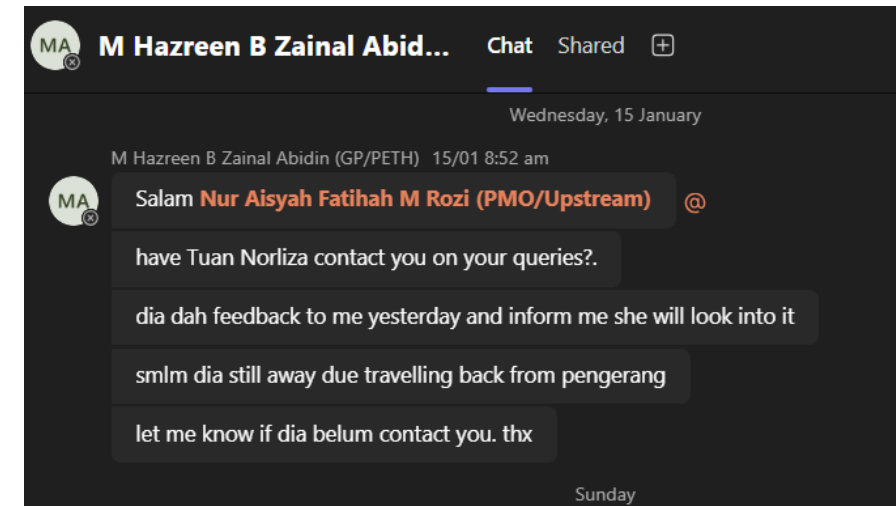 MA M Hazreen B Zainal Abid... Chat Shared
Wednesday, 15 January
M Hazreen B Zainal Abidin (GP/PETH) 15/01 8:52 am
MA Salam Nur Aisyah Fatihah M Rozi (PMO/Upstream) @
have Tuan Norliza contact you on your queries?.
dia dah feedback to me yesterday and inform me she will look into it
smlm dia still away due travelling back from pengerang
let me know if dia belum contact you. thx
Sunday